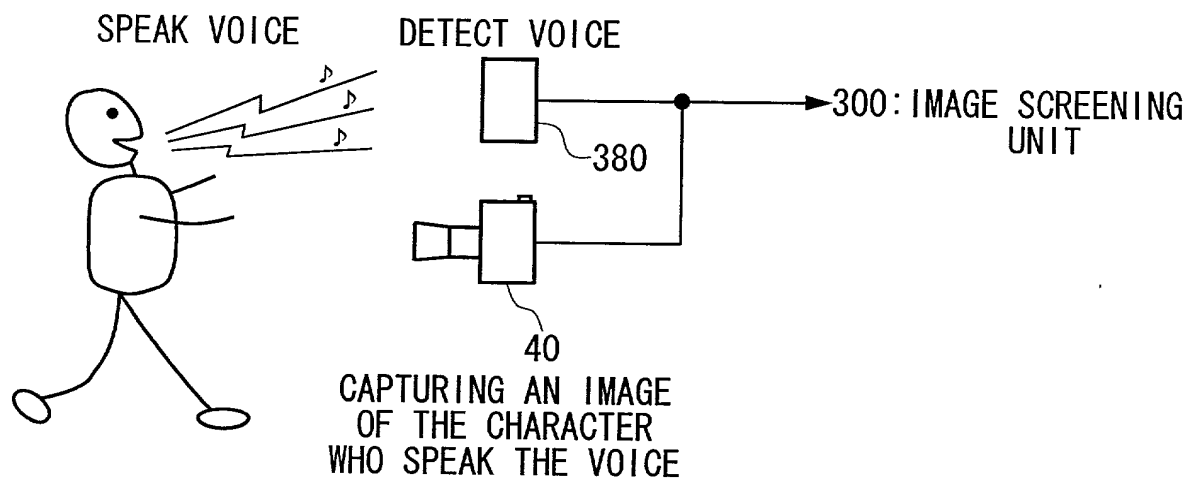 SPEAK VOICE
DETECT VOICE
380
300:IMAGE SCREENING
UNIT
40
CAPTURING AN IMAGE
OF THE CHARACTER
WHO SPEAK THE VOICE